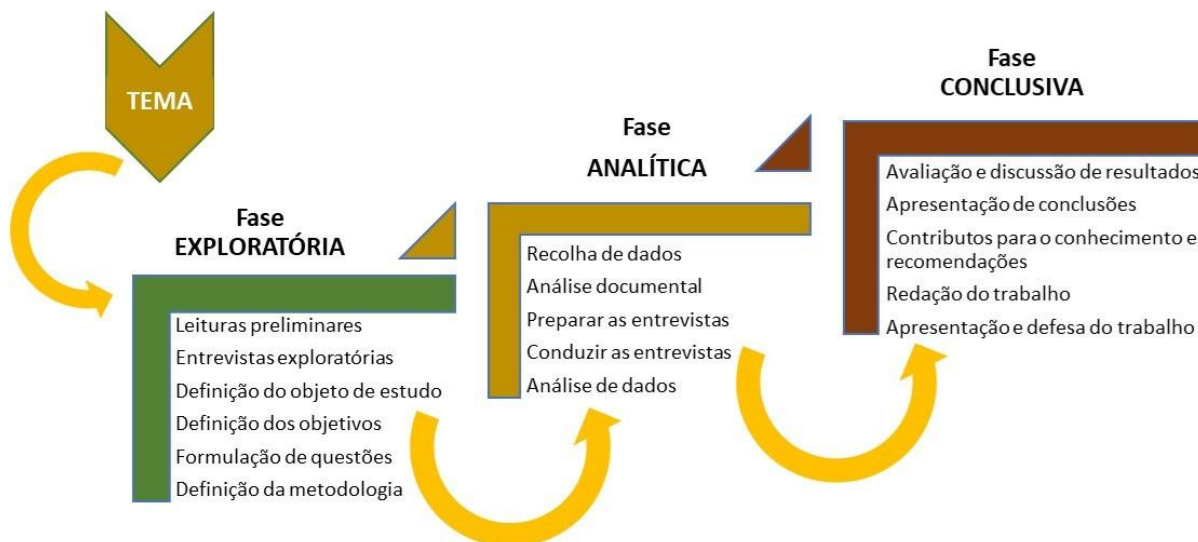 TEMA
Fase
EXPLORATÓRIA
Leituras preliminares
Entrevistas exploratórias
Definição do objeto de estudo
Definição dos objetivos
Formulação de questões
Definição da metodologia
Fase
ANALÍTICA
Recolha de dados
Análise documental
Preparar as entrevistas
Conduzir as entrevistas
Análise de dados
Fase
CONCLUSIVA
Avaliação e discussão de resultados
Apresentação de conclusões
Contributos para o conhecimento e
recomendações
Redação do trabalho
Apresentação e defesa do trabalho